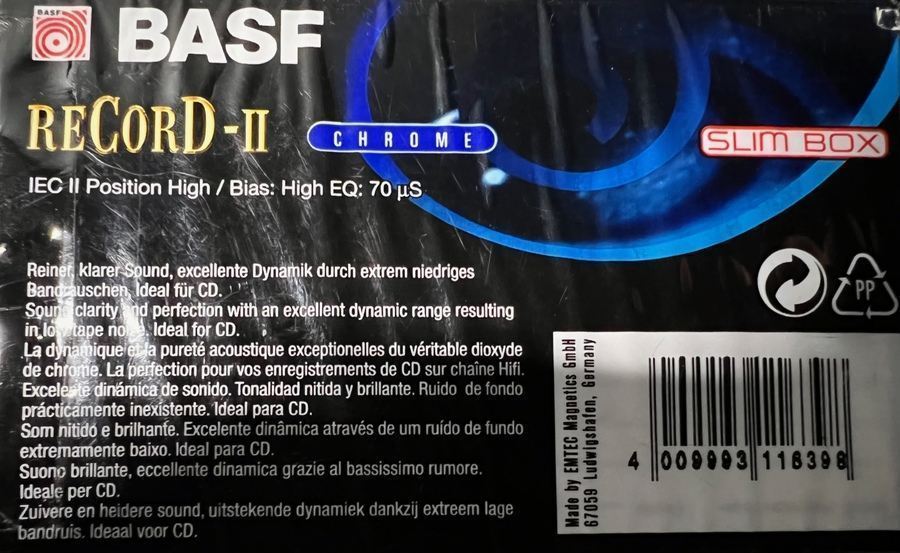 BASF
BASF
RECORD-II
CHROME
SLIM BOX
IEC II Position High / Bias: High EQ: 70 µS
Reiner, klarer Sound, excellente Dynamik durch extrem niedriges
Bandrauschen, Ideal für CD.
Sound clarity and perfection with an excellent dynamic range resulting
in low tape noise. Ideal for CD.
La dynamique et la pureté acoustique exceptionelles du véritable dioxyde
de chrome. La perfection pour vos enregistrements de CD sur chaîne Hifi.
Excelente dinámica de sonido. Tonalidad nitida y brillante. Ruido de fondo
prácticamente inexistente. Ideal para CD.
Som nitido e brilhante. Excelente dinâmica através de um ruído de fundo
extremamente baixo. Ideal para CD.
Suono brillante, eccellente dinamica grazie al bassissimo rumore.
Ideale per CD.
Zuivere en heidere sound, uitstekende dynamiek dankzij extreem lage
bandruis. Ideaal voor CD.
PP
Made by EMTEC Magnetics GmbH
67059 Ludwigshafen, Germany
4 009993 116398